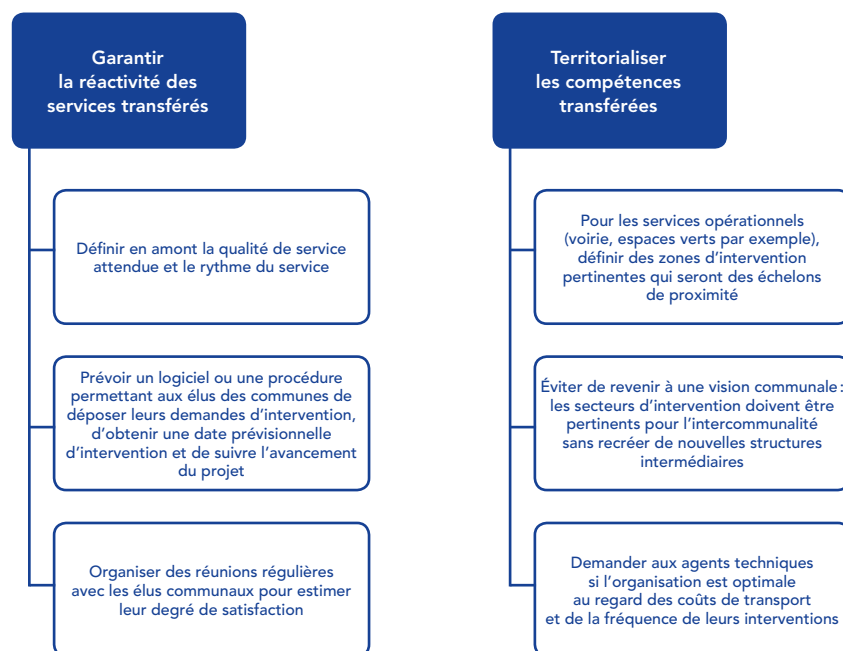 Garantir
la réactivité des
services transférés
Définir en amont la qualité de service
attendue et le rythme du service
Prévoir un logiciel ou une procédure
permettant aux élus des communes de
déposer leurs demandes d’intervention,
d’obtenir une date prévisionnelle
d’intervention et de suivre l’avancement
du projet
Organiser des réunions régulières
avec les élus communaux pour estimer
leur degré de satisfaction
Territorialiser
les compétences
transférées
Pour les services opérationnels
(voirie, espaces verts par exemple),
définir des zones d’intervention
pertinentes qui seront des échelons
de proximité
Éviter de revenir à une vision communale :
les secteurs d’intervention doivent être
pertinents pour l’intercommunalité
sans recréer de nouvelles structures
intermédiaires
Demander aux agents techniques
si l’organisation est optimale
au regard des coûts de transport
et de la fréquence de leurs interventions